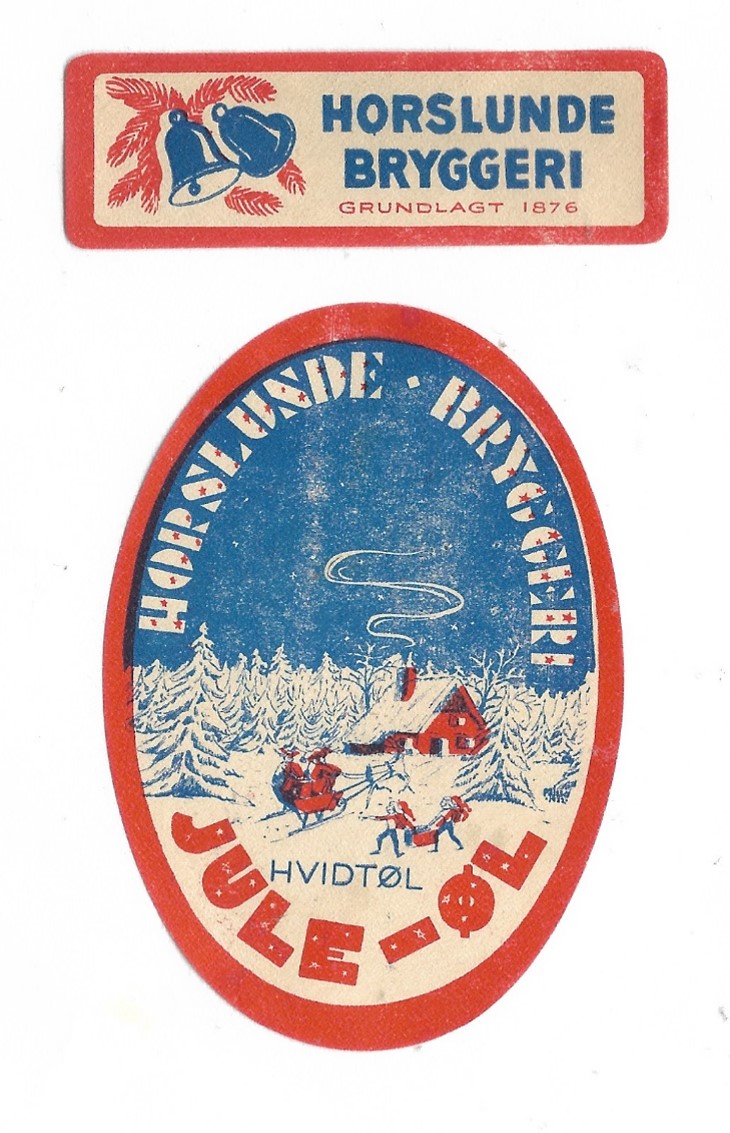 HORSLUNDE
BRYGGERI
GRUNDLAGT 1876
HORSLUNDE · BRYGGERI
HVIDTØL
JULE-ØL